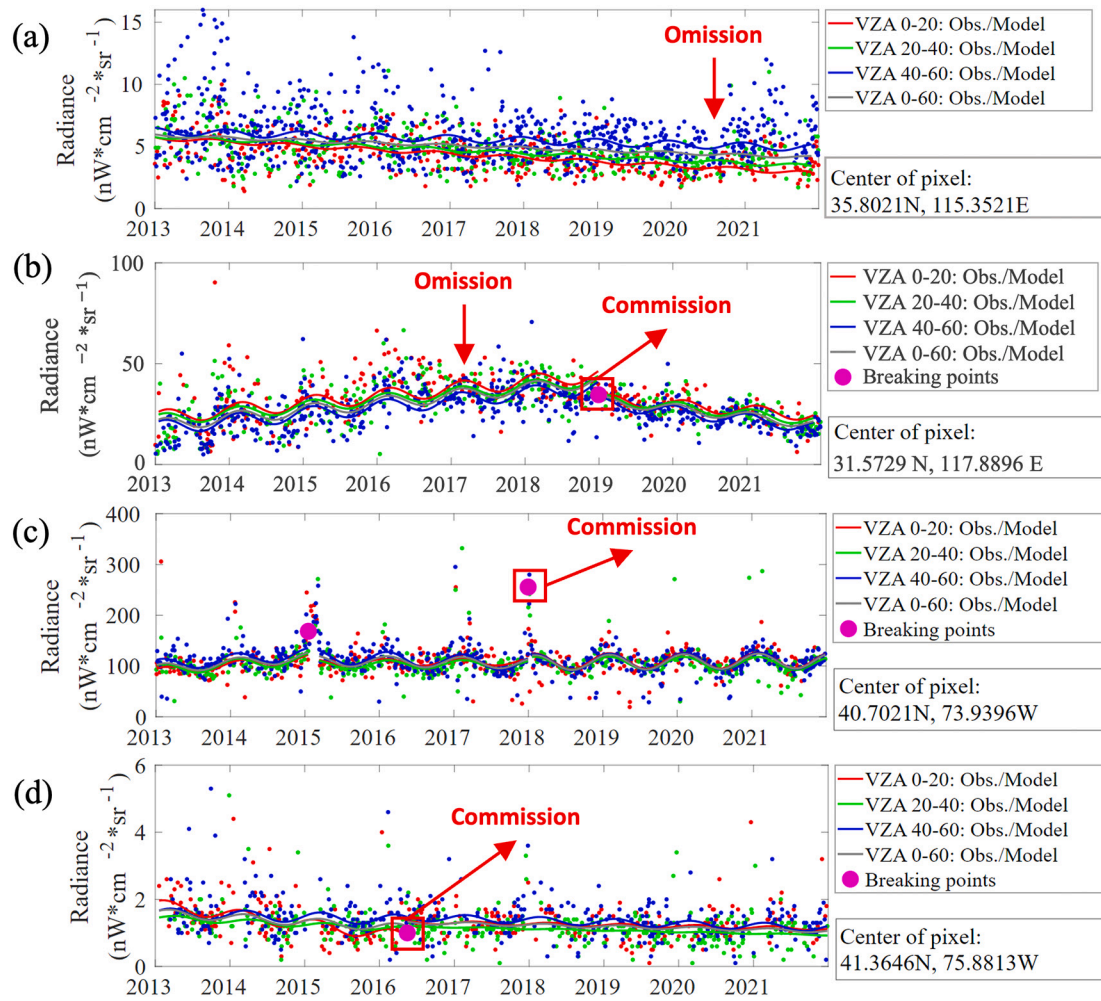 (a)
Radiance
(nW*cm -2*sr -1)
15
10
5
0
2013 2014 2015 2016 2017 2018 2019 2020 2021
Omission
VZA 0-20: Obs./Model
VZA 20-40: Obs./Model
VZA 40-60: Obs./Model
VZA 0-60: Obs./Model
Center of pixel:
35.8021N, 115.3521E
(b)
Radiance
(nW*cm -2 *sr -1)
100
50
0
2013 2014 2015 2016 2017 2018 2019 2020 2021
Omission
Commission
VZA 0-20: Obs./Model
VZA 20-40: Obs./Model
VZA 40-60: Obs./Model
VZA 0-60: Obs./Model
Breaking points
Center of pixel:
31.5729 N, 117.8896 E
(c)
Radiance
(nW*cm -2*sr -1)
400
300
200
100
0
2013 2014 2015 2016 2017 2018 2019 2020 2021
Commission
VZA 0-20: Obs./Model
VZA 20-40: Obs./Model
VZA 40-60: Obs./Model
VZA 0-60: Obs./Model
Breaking points
Center of pixel:
40.7021N, 73.9396W
(d)
Radiance
(nW*cm -2*sr -1)
6
4
2
0
2013 2014 2015 2016 2017 2018 2019 2020 2021
Commission
VZA 0-20: Obs./Model
VZA 20-40: Obs./Model
VZA 40-60: Obs./Model
VZA 0-60: Obs./Model
Breaking points
Center of pixel:
41.3646N, 75.8813W